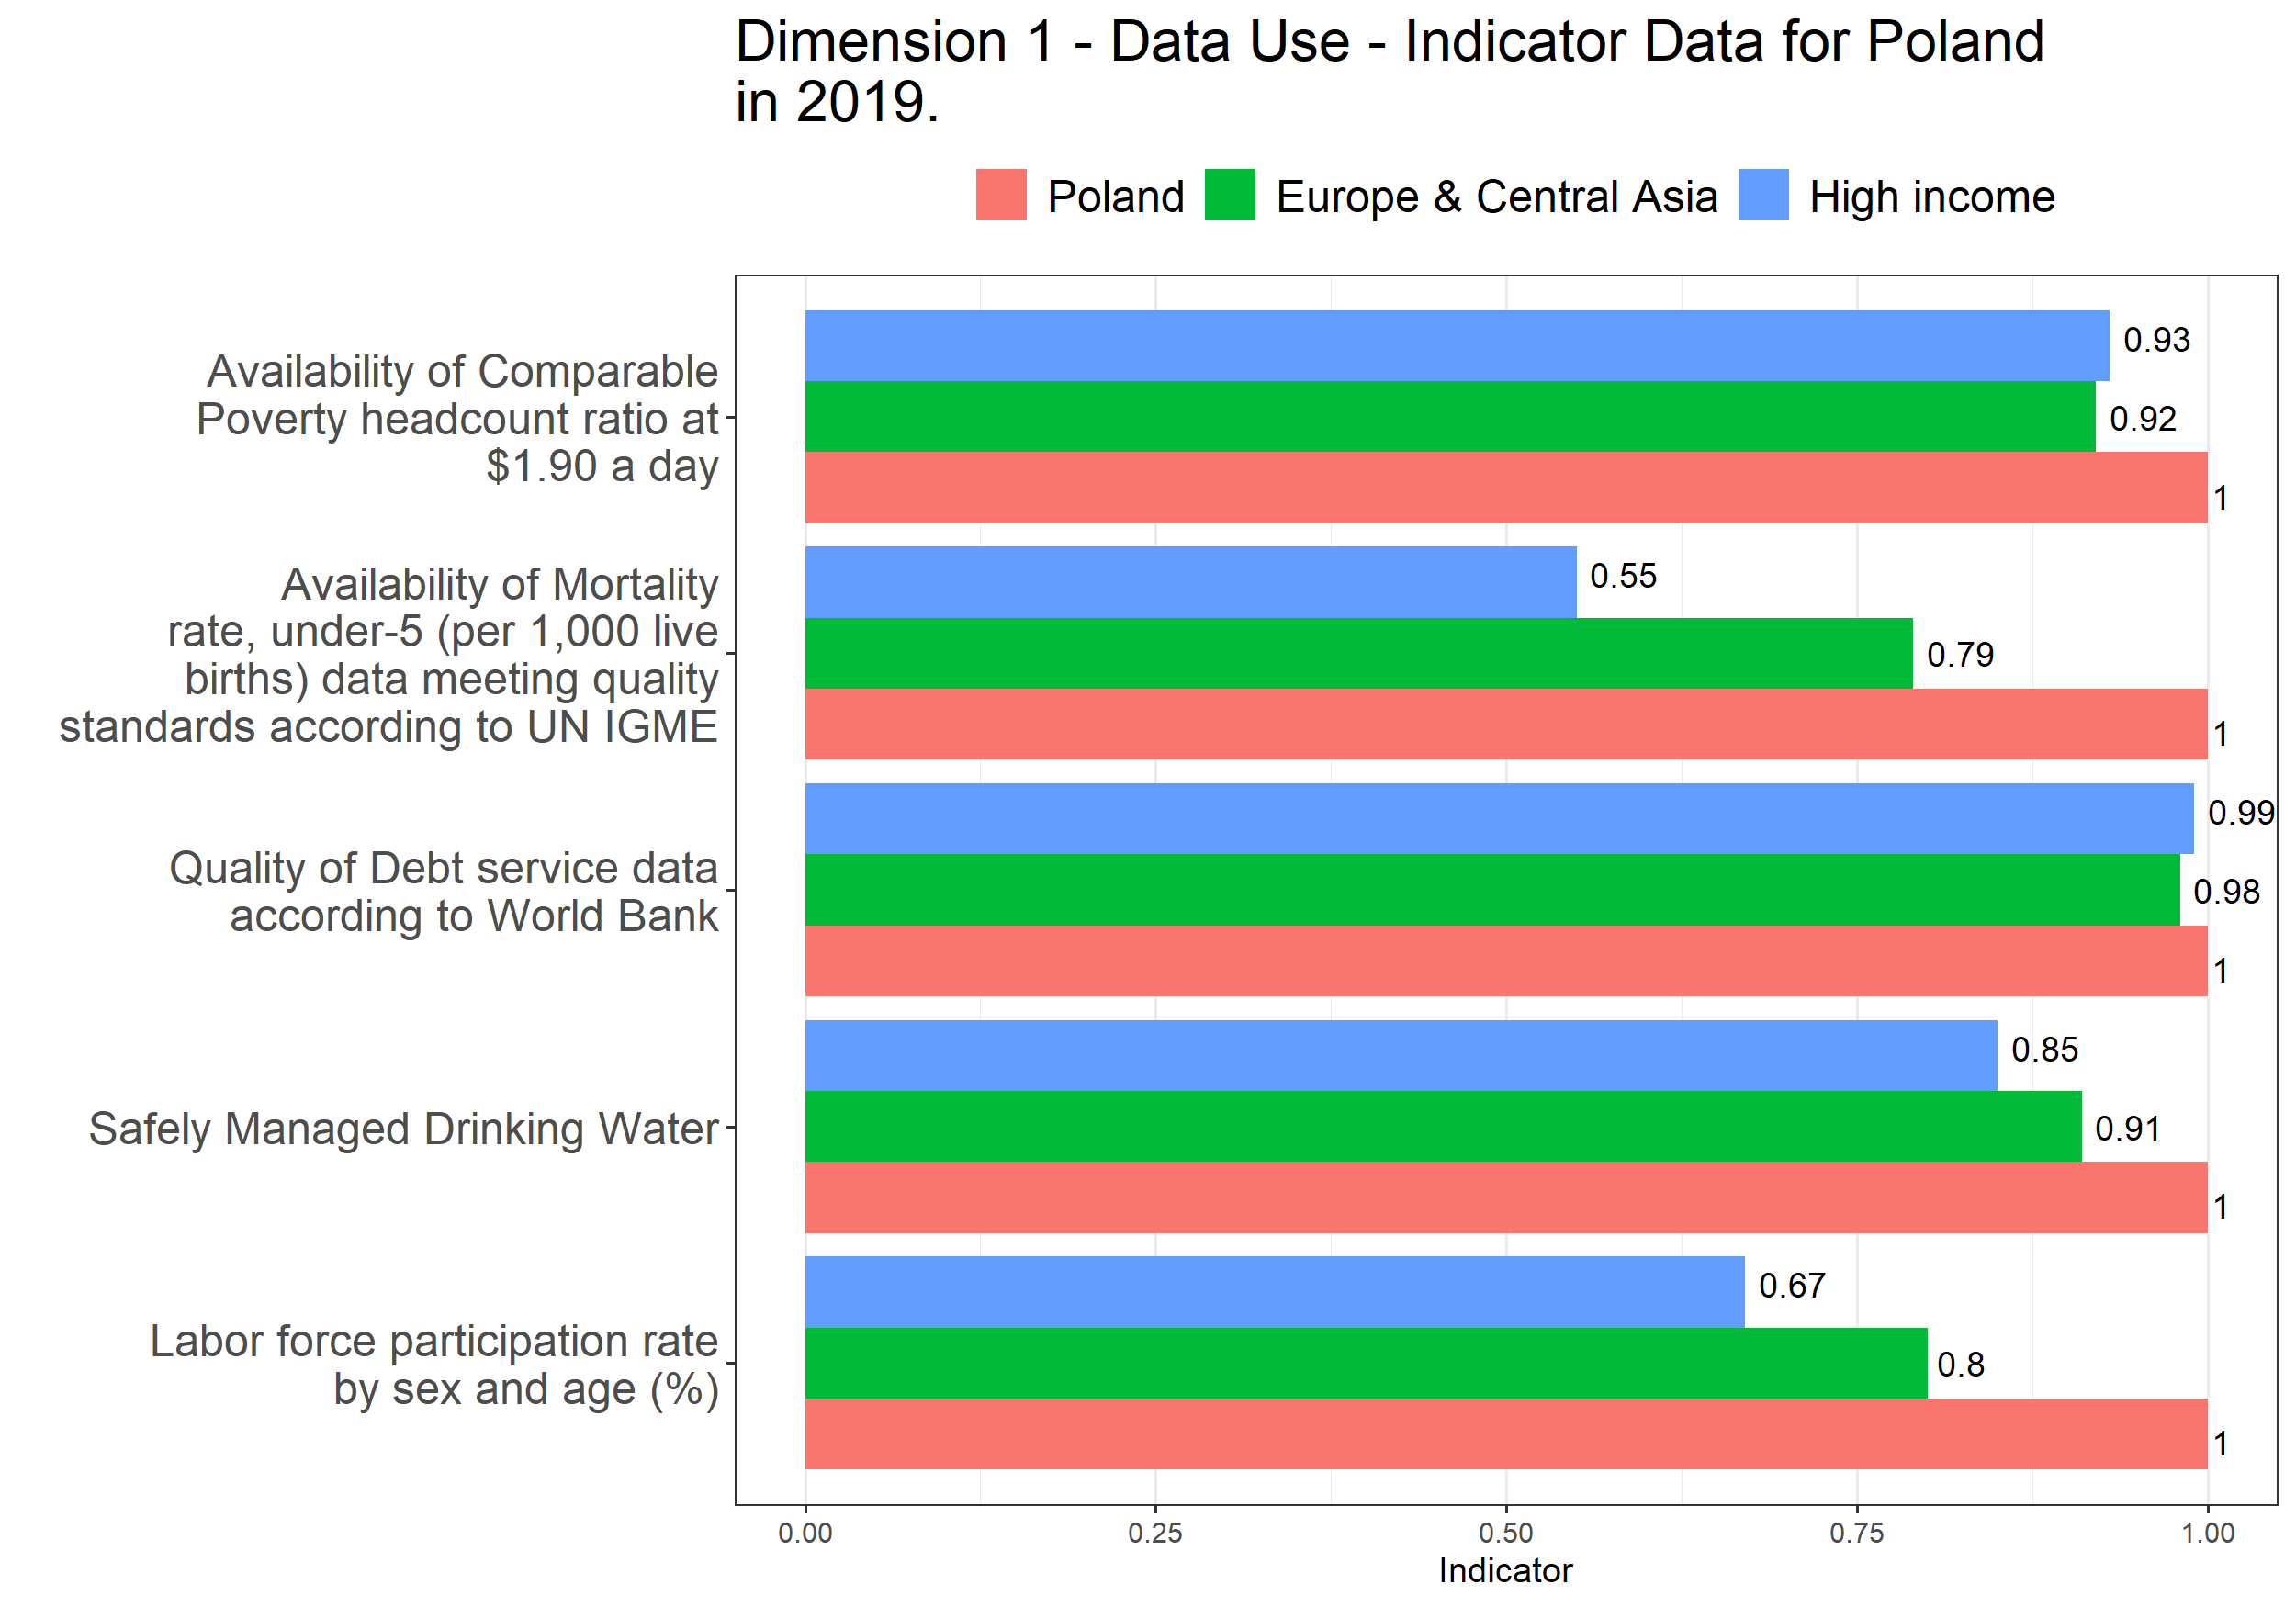 Dimension 1 - Data Use - Indicator Data for Poland
in 2019.
Poland
Europe & Central Asia
High income
Availability of Comparable
Poverty headcount ratio at
$1.90 a day
0.93
0.92
1
Availability of Mortality
rate, under-5 (per 1,000 live
births) data meeting quality
standards according to UN IGME
0.55
0.79
1
Quality of Debt service data
according to World Bank
0.99
0.98
1
Safely Managed Drinking Water
0.85
0.91
1
Labor force participation rate
by sex and age (%)
0.67
0.8
1
0.00
0.25
0.50
0.75
1.00
Indicator